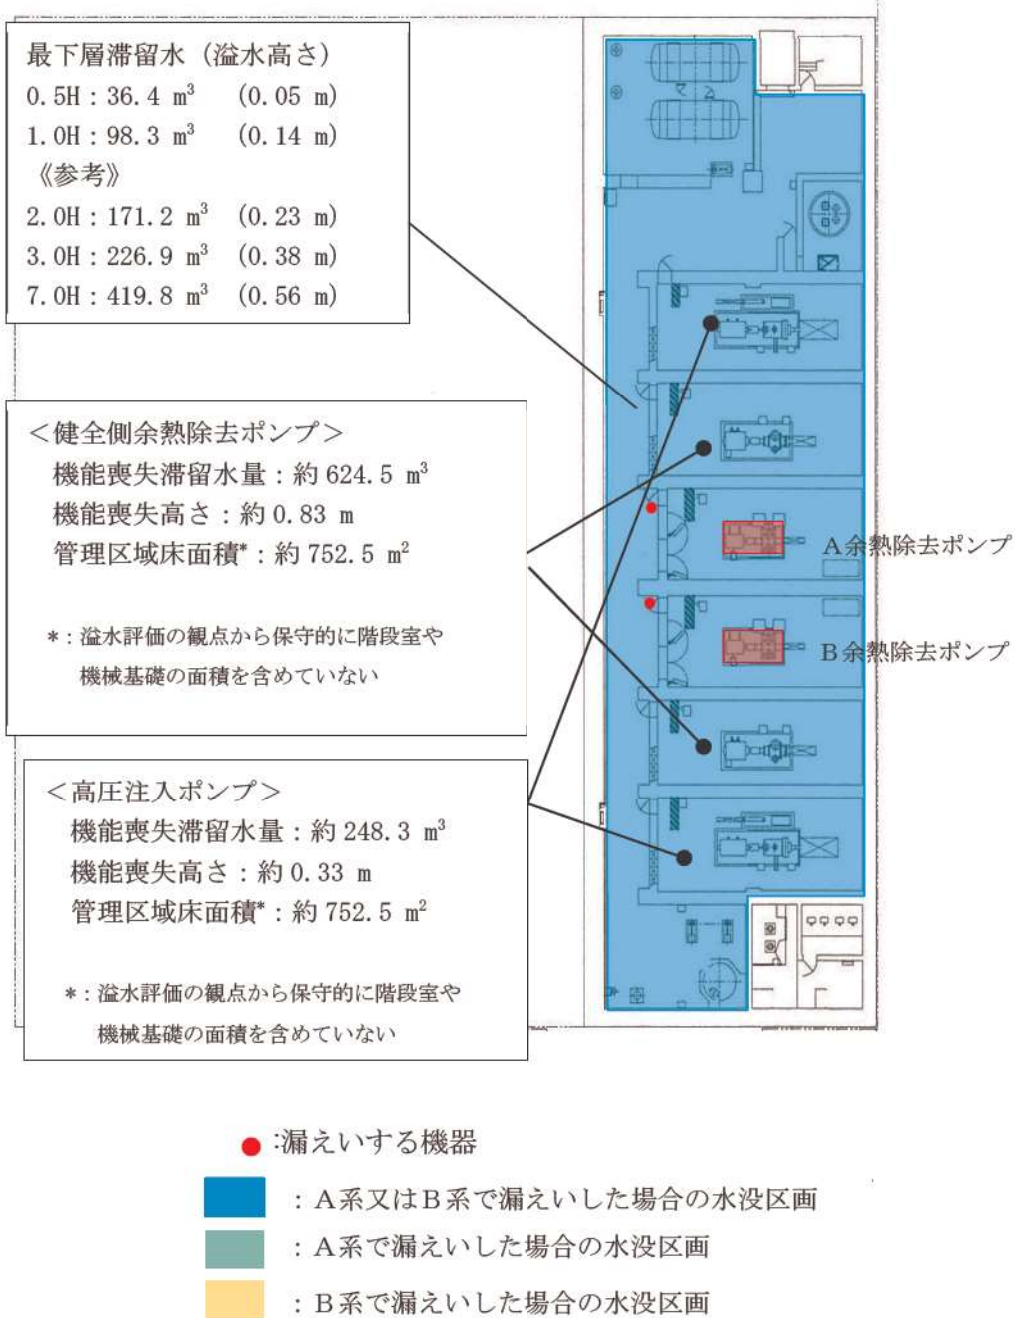 最下層滞留水（溢水高さ）
0.5H：36.4 m³　(0.05 m)
1.0H：98.3 m³　(0.14 m)
《参考》
2.0H：171.2 m³　(0.23 m)
3.0H：226.9 m³　(0.38 m)
7.0H：419.8 m³　(0.56 m)
＜健全側余熱除去ポンプ＞
機能喪失滞留水量：約 624.5 m³
機能喪失高さ：約 0.83 m
管理区域床面積*：約 752.5 m²
*：溢水評価の観点から保守的に階段室や
機械基礎の面積を含めていない
A余熱除去ポンプ
B余熱除去ポンプ
＜高圧注入ポンプ＞
機能喪失滞留水量：約 248.3 m³
機能喪失高さ：約 0.33 m
管理区域床面積*：約 752.5 m²
*：溢水評価の観点から保守的に階段室や
機械基礎の面積を含めていない
:漏えいする機器
：A系又はB系で漏えいした場合の水没区画
：A系で漏えいした場合の水没区画
：B系で漏えいした場合の水没区画